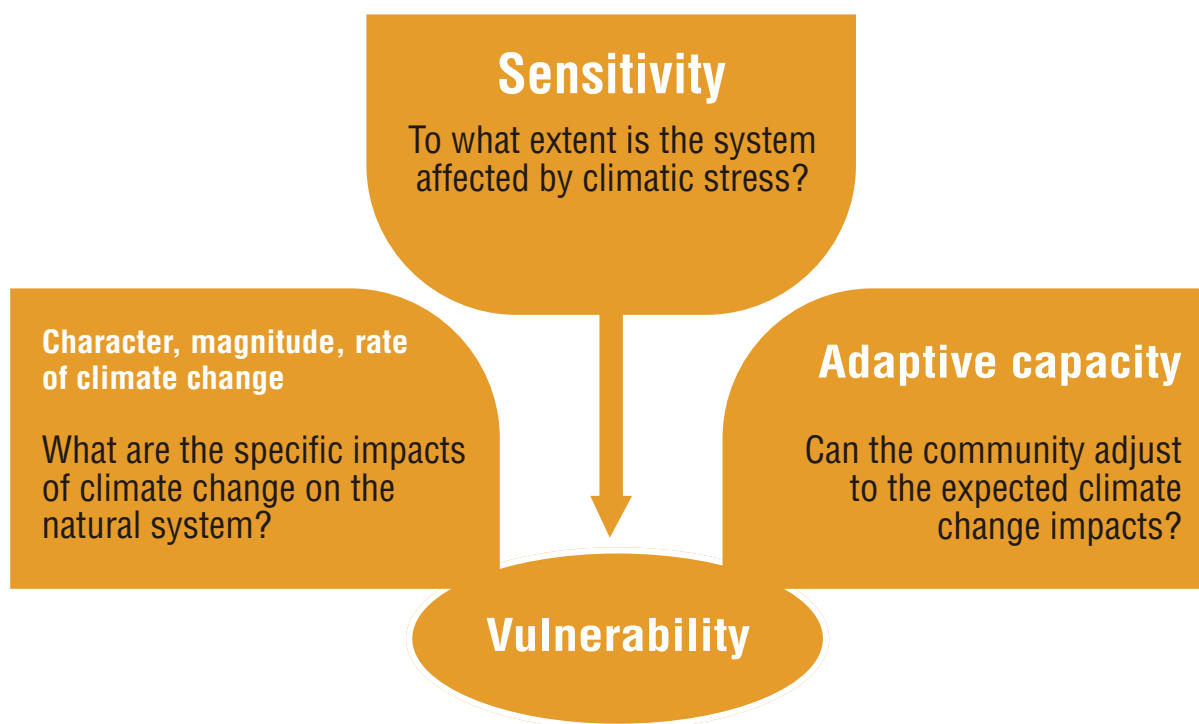 Sensitivity
To what extent is the system
affected by climatic stress?
Character, magnitude, rate
of climate change
What are the specific impacts
of climate change on the
natural system?
Adaptive capacity
Can the community adjust
to the expected climate
change impacts?
Vulnerability